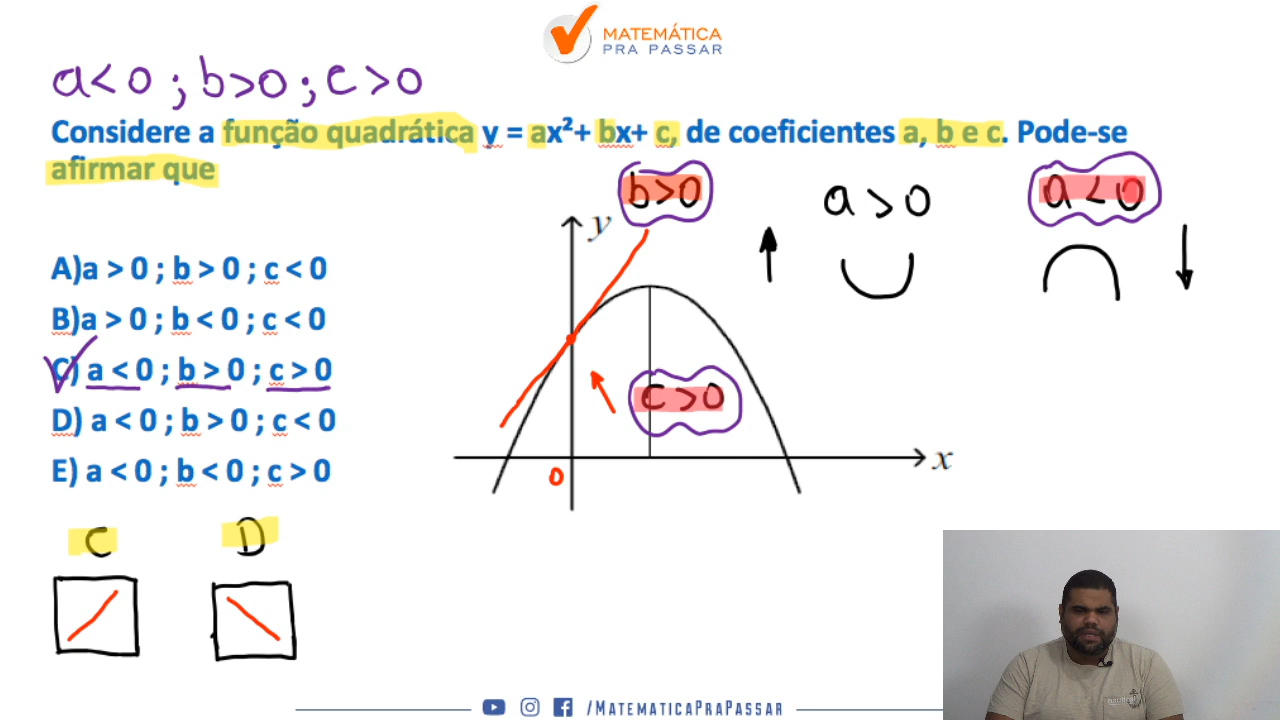 MATEMÁTICA
PRA PASSAR
a<0 ; b>0 ; c>0
Considere a função quadrática y = ax²+ bx+ c, de coeficientes a, b e c. Pode-se
afirmar que
b>0
a>0
a<0
y
A)a > 0 ; b > 0 ; c < 0
B)a > 0 ; b < 0 ; c < 0
C) a < 0 ; b > 0 ; c > 0
D) a < 0 ; b > 0 ; c < 0
E) a < 0 ; b < 0 ; c > 0
c>0
x
0
C
D
/MATEMATICAPRAPASSAR